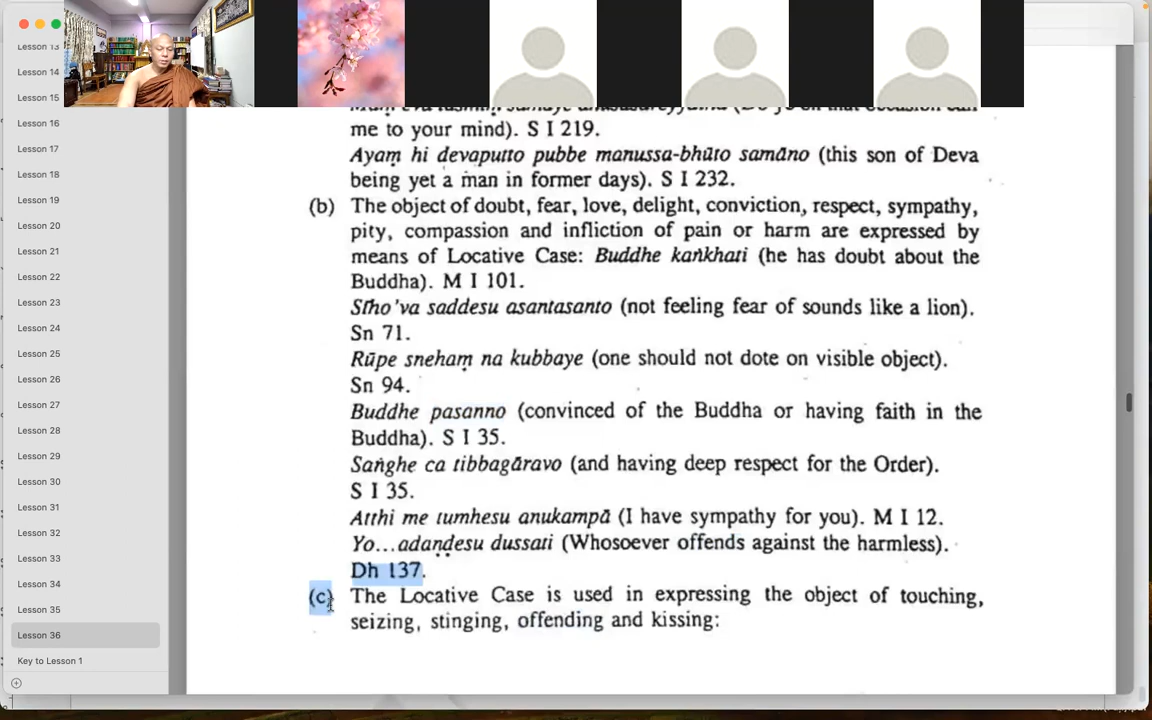 Lesson 13
Lesson 14
Lesson 15
Lesson 16
Lesson 17
Lesson 18
Lesson 19
Lesson 20
Lesson 21
Lesson 22
Lesson 23
Lesson 24
Lesson 25
Lesson 26
Lesson 27
Lesson 28
Lesson 29
Lesson 30
Lesson 31
Lesson 32
Lesson 33
Lesson 34
Lesson 35
Lesson 36
Key to Lesson 1
me to your mind). S I 219.
Ayaṃ hi devaputto pubbe manussa-bhūto samāno (this son of Deva
being yet a man in former days). S I 232.
(b) The object of doubt, fear, love, delight, conviction, respect, sympathy,
pity, compassion and infliction of pain or harm are expressed by
means of Locative Case: Buddhe kaṅkhati (he has doubt about the
Buddha). M I 101.
Sīho'va saddesu asantasanto (not feeling fear of sounds like a lion).
Sn 71.
Rūpe snehaṃ na kubbaye (one should not dote on visible object).
Sn 94.
Buddhe pasanno (convinced of the Buddha or having faith in the
Buddha). S I 35.
Saṅghe ca tibbagāravo (and having deep respect for the Order).
S I 35.
Atthi me tumhesu anukampā (I have sympathy for you). M I 12.
Yo...adaṇḍesu dussati (Whosoever offends against the harmless).
Dh 137.
(c) The Locative Case is used in expressing the object of touching,
seizing, stinging, offending and kissing: